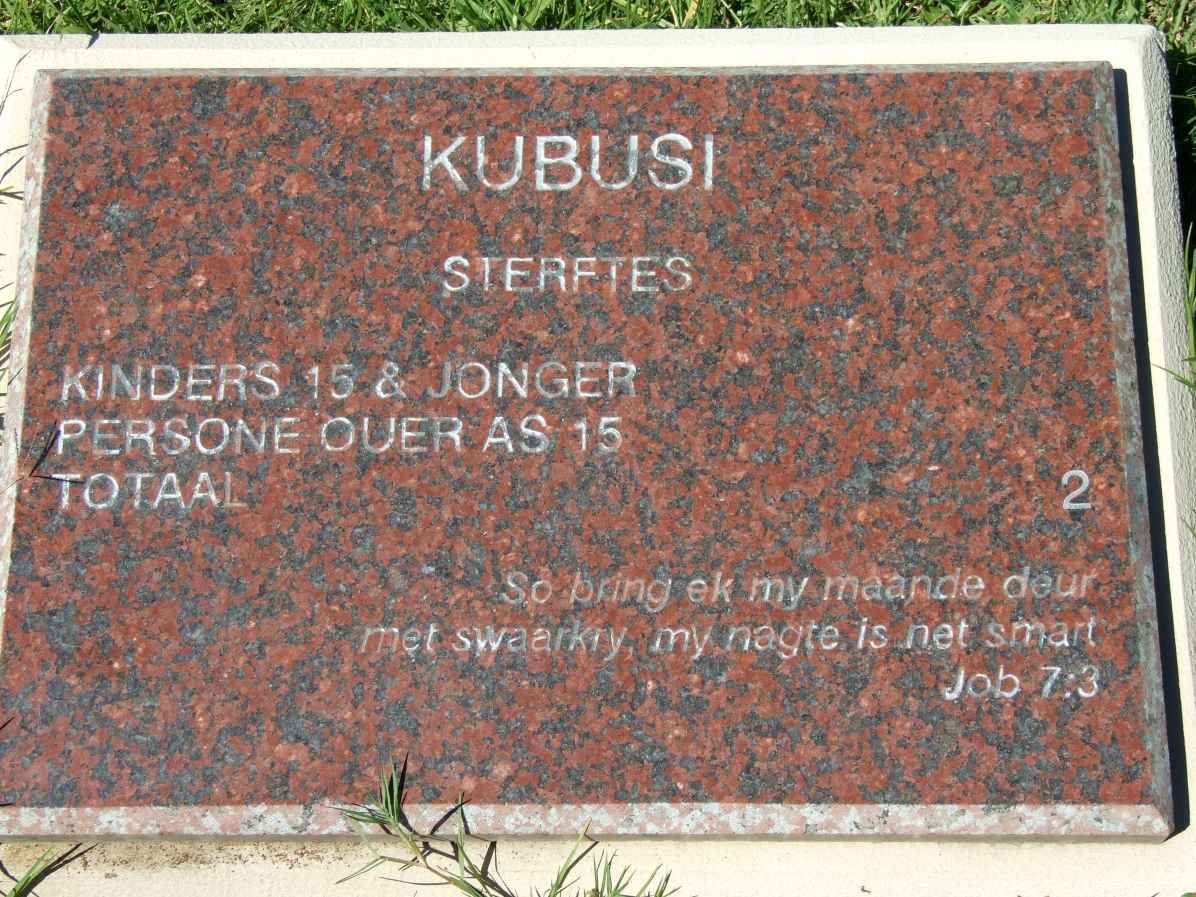 KUBUSI
STERFTES
KINDERS 15 & JONGER
PERSONE OUER AS 15
TOTAAL 2
So bring ek my maande deur
met swaarkry, my nagte is net smart
Job 7:3